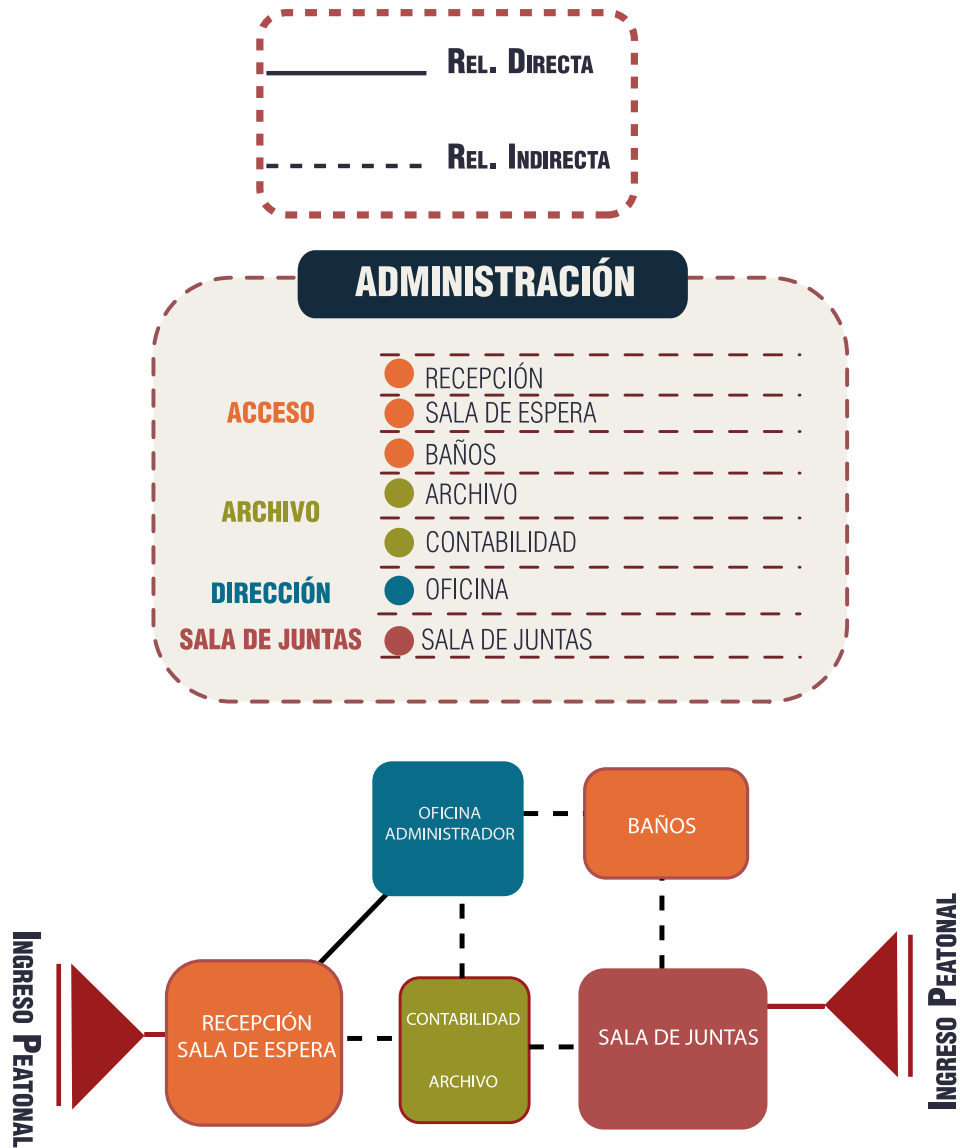 REL. DIRECTA
REL. INDIRECTA
ADMINISTRACIÓN
ACCESO
RECEPCIÓN
SALA DE ESPERA
BAÑOS
ARCHIVO
ARCHIVO
CONTABILIDAD
DIRECCIÓN
OFICINA
SALA DE JUNTAS
SALA DE JUNTAS
OFICINA
ADMINISTRADOR
BAÑOS
INGRESO PEATONAL
RECEPCIÓN
SALA DE ESPERA
CONTABILIDAD
ARCHIVO
SALA DE JUNTAS
INGRESO PEATONAL